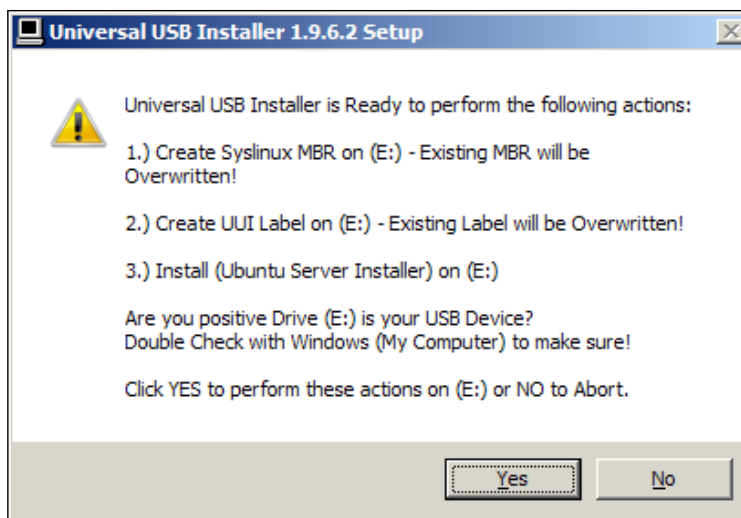 Universal USB Installer 1.9.6.2 Setup
Universal USB Installer is Ready to perform the following actions:
1.) Create Syslinux MBR on (E:) - Existing MBR will be
Overwritten!
2.) Create UUI Label on (E:) - Existing Label will be Overwritten!
3.) Install (Ubuntu Server Installer) on (E:)
Are you positive Drive (E:) is your USB Device?
Double Check with Windows (My Computer) to make sure!
Click YES to perform these actions on (E:) or NO to Abort.
Yes No